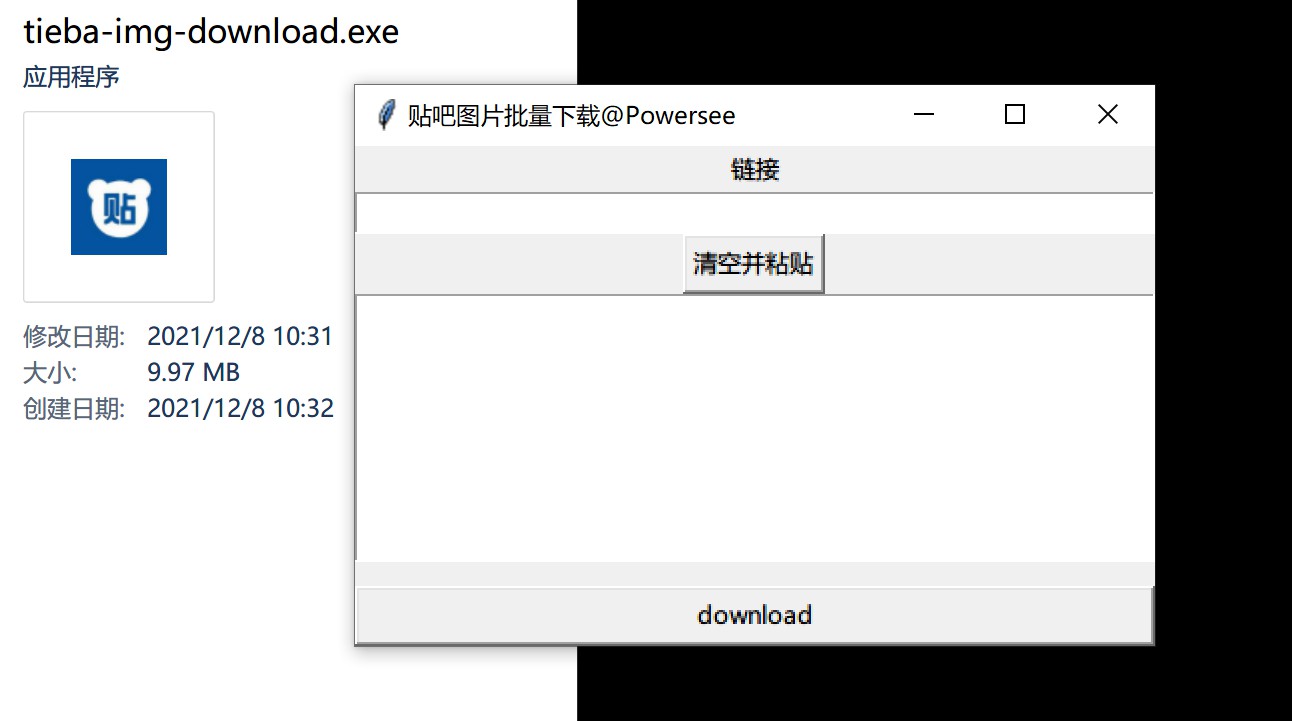 tieba-img-download.exe
应用程序
贴
修改日期: 2021/12/8 10:31
大小: 9.97 MB
创建日期: 2021/12/8 10:32
贴吧图片批量下载@Powersee
链接
清空并粘贴
download